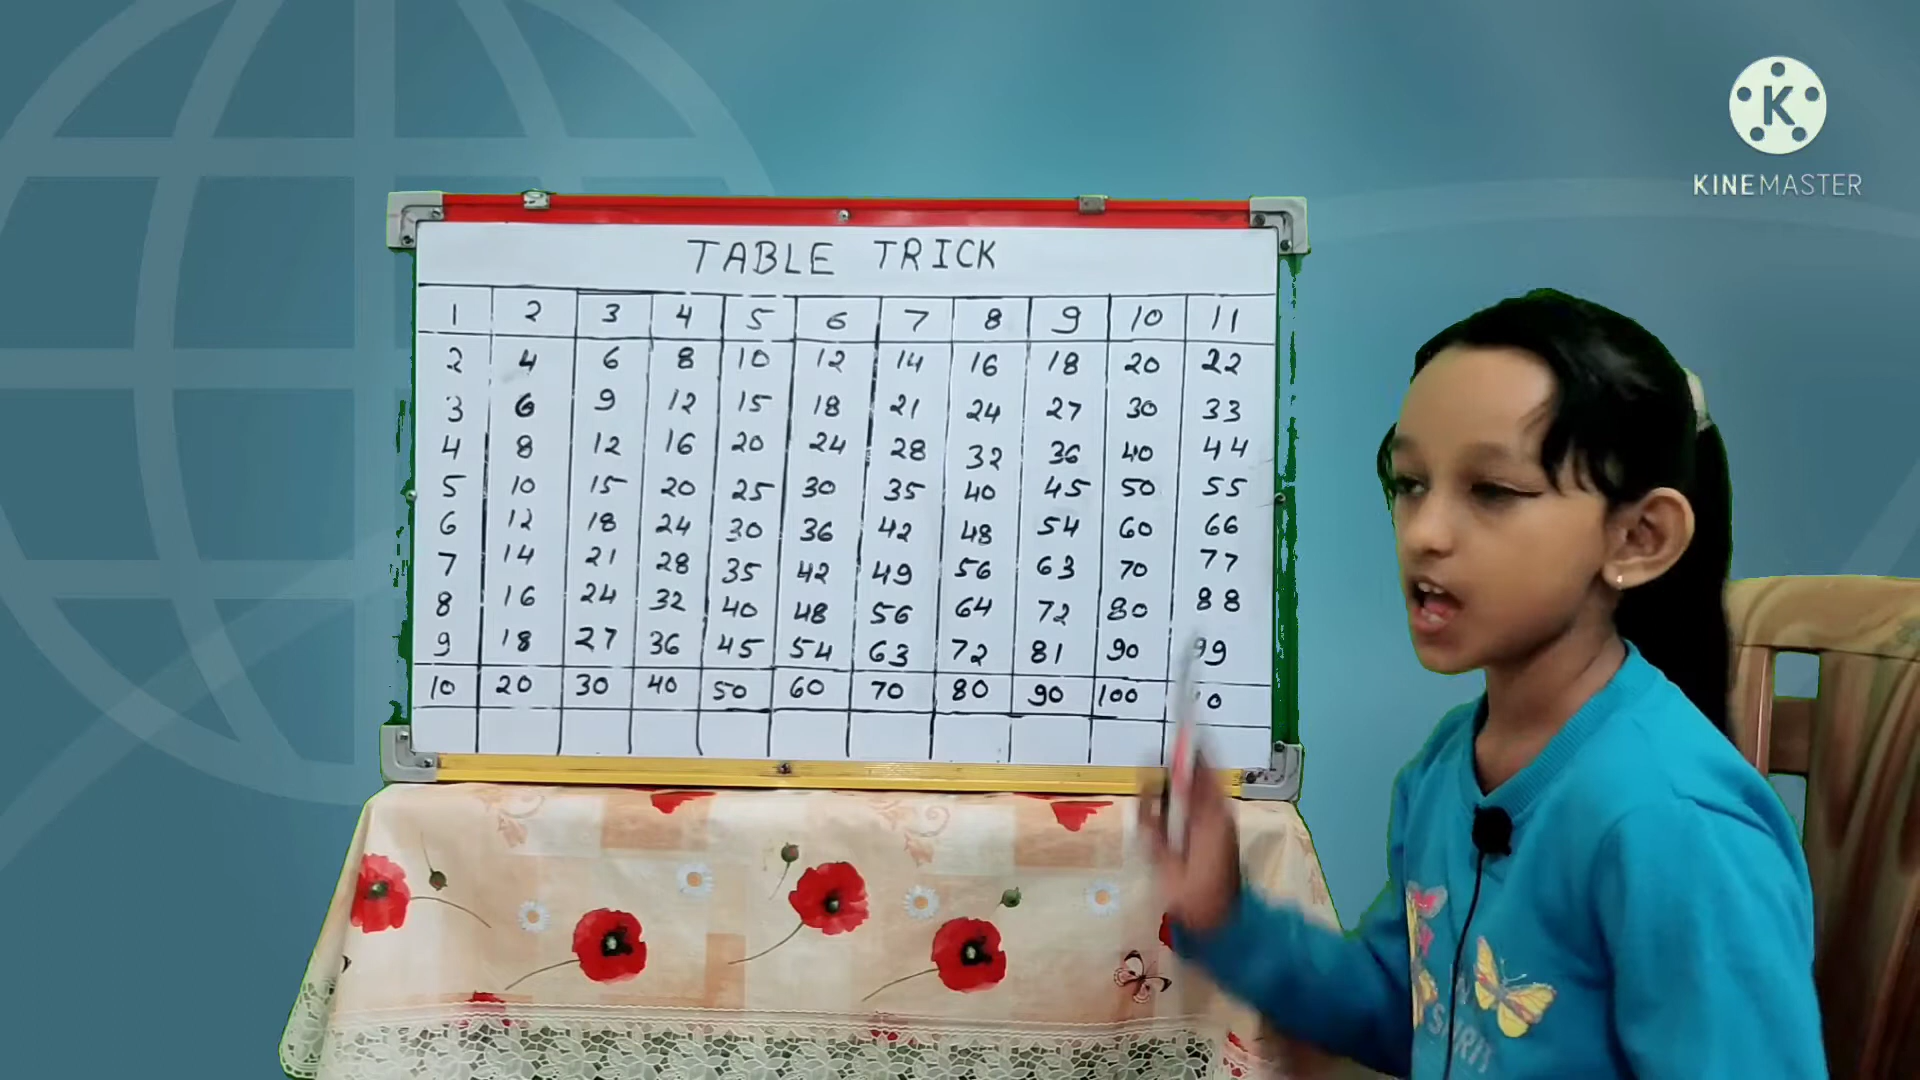 KINEMASTER
TABLE TRICK
1 2 3 4 5 6 7 8 9 10 11
2 4 6 8 10 12 14 16 18 20 22
3 6 9 12 15 18 21 24 27 30 33
4 8 12 16 20 24 28 32 36 40 44
5 10 15 20 25 30 35 40 45 50 55
6 12 18 24 30 36 42 48 54 60 66
7 14 21 28 35 42 49 56 63 70 77
8 16 24 32 40 48 56 64 72 80 88
9 18 27 36 45 54 63 72 81 90 99
10 20 30 40 50 60 70 80 90 100